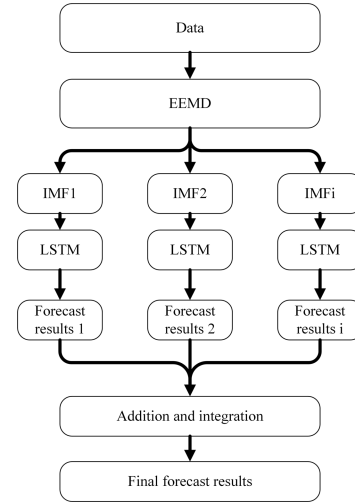 Data
EEMD
IMF1
IMF2
IMFi
LSTM
LSTM
LSTM
Forecast
results 1
Forecast
results 2
Forecast
results i
Addition and integration
Final forecast results